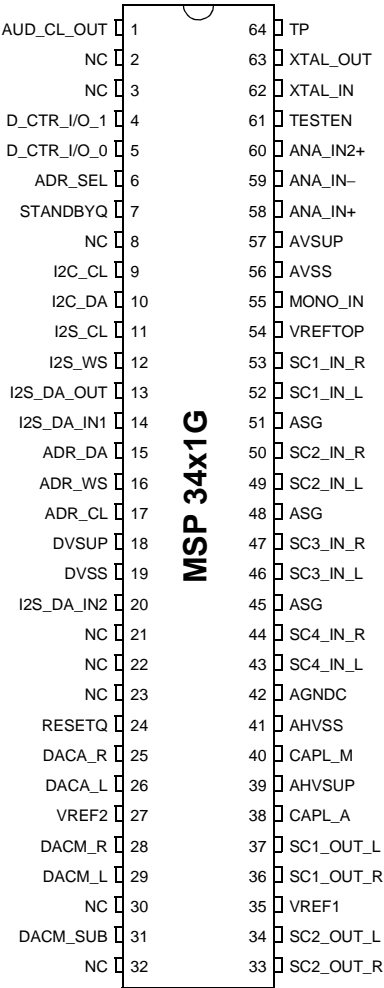 AUD_CL_OUT 1 64 TP
NC 2 63 XTAL_OUT
NC 3 62 XTAL_IN
D_CTR_I/O_1 4 61 TESTEN
D_CTR_I/O_0 5 60 ANA_IN2+
ADR_SEL 6 59 ANA_IN−
STANDBYQ 7 58 ANA_IN+
NC 8 57 AVSUP
I2C_CL 9 56 AVSS
I2C_DA 10 55 MONO_IN
I2S_CL 11 54 VREFTOP
I2S_WS 12 53 SC1_IN_R
I2S_DA_OUT 13 52 SC1_IN_L
I2S_DA_IN1 14 51 ASG
ADR_DA 15 50 SC2_IN_R
ADR_WS 16 49 SC2_IN_L
ADR_CL 17 48 ASG
DVSUP 18 47 SC3_IN_R
DVSS 19 46 SC3_IN_L
I2S_DA_IN2 20 45 ASG
NC 21 44 SC4_IN_R
NC 22 43 SC4_IN_L
NC 23 42 AGNDC
RESETQ 24 41 AHVSS
DACA_R 25 40 CAPL_M
DACA_L 26 39 AHVSUP
VREF2 27 38 CAPL_A
DACM_R 28 37 SC1_OUT_L
DACM_L 29 36 SC1_OUT_R
NC 30 35 VREF1
DACM_SUB 31 34 SC2_OUT_L
NC 32 33 SC2_OUT_R
MSP 34x1G